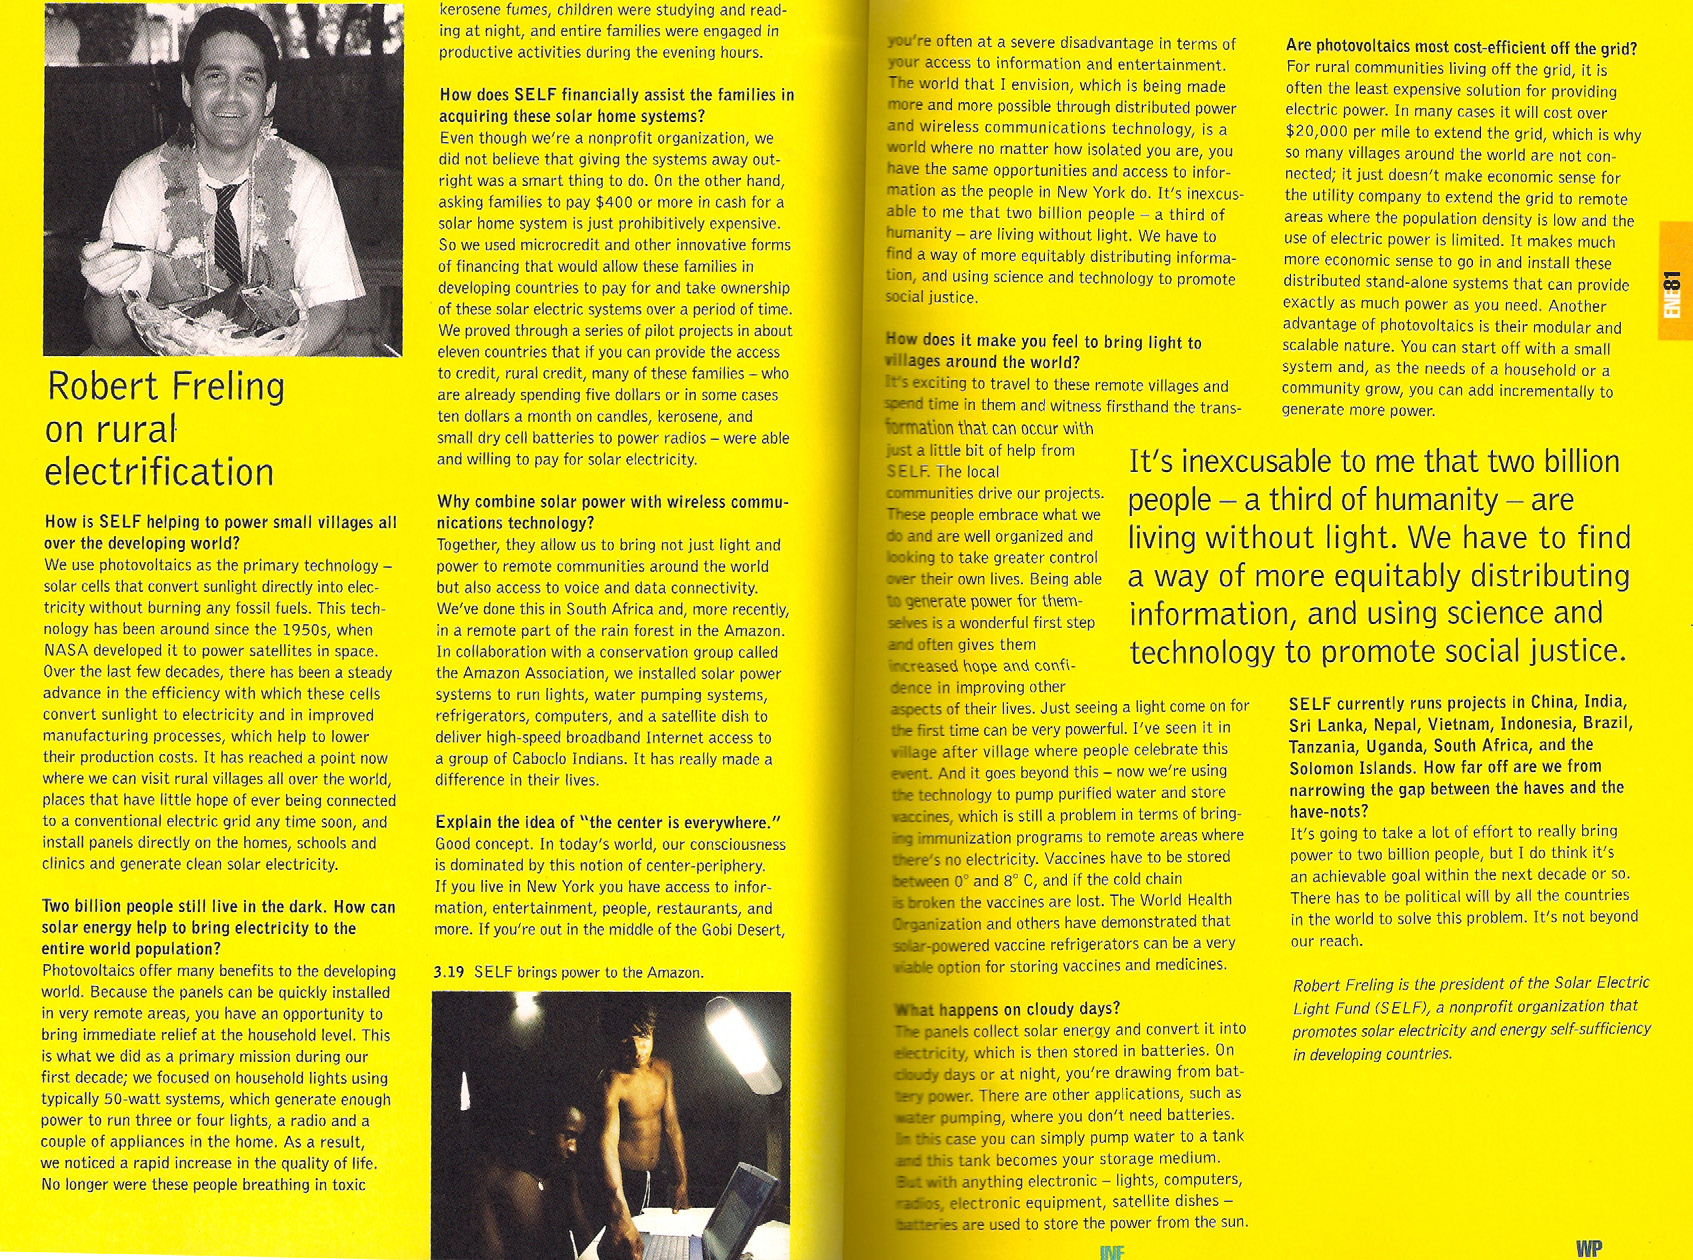 Robert Freling
on rural
electrification
How is SELF helping to power small villages all
over the developing world?
We use photovoltaics as the primary technology –
solar cells that convert sunlight directly into elec-
tricity without burning any fossil fuels. This tech-
nology has been around since the 1950s, when
NASA developed it to power satellites in space.
Over the last few decades, there has been a steady
advance in the efficiency with which these cells
convert sunlight to electricity and in improved
manufacturing processes, which help to lower
their production costs. It has reached a point now
where we can visit rural villages all over the world,
places that have little hope of ever being connected
to a conventional electric grid any time soon, and
install panels directly on the homes, schools and
clinics and generate clean solar electricity.
Two billion people still live in the dark. How can
solar energy help to bring electricity to the
entire world population?
Photovoltaics offer many benefits to the developing
world. Because the panels can be quickly installed
in very remote areas, you have an opportunity to
bring immediate relief at the household level. This
is what we did as a primary mission during our
first decade; we focused on household lights using
typically 50-watt systems, which generate enough
power to run three or four lights, a radio and a
couple of appliances in the home. As a result,
we noticed a rapid increase in the quality of life.
No longer were these people breathing in toxic
kerosene fumes, children were studying and read-
ing at night, and entire families were engaged in
productive activities during the evening hours.
How does SELF financially assist the families in
acquiring these solar home systems?
Even though we're a nonprofit organization, we
did not believe that giving the systems away out-
right was a smart thing to do. On the other hand,
asking families to pay $400 or more in cash for a
solar home system is just prohibitively expensive.
So we used microcredit and other innovative forms
of financing that would allow these families in
developing countries to pay for and take ownership
of these solar electric systems over a period of time.
We proved through a series of pilot projects in about
eleven countries that if you can provide the access
to credit, rural credit, many of these families – who
are already spending five dollars or in some cases
ten dollars a month on candles, kerosene, and
small dry cell batteries to power radios – were able
and willing to pay for solar electricity.
Why combine solar power with wireless commu-
nications technology?
Together, they allow us to bring not just light and
power to remote communities around the world
but also access to voice and data connectivity.
We've done this in South Africa and, more recently,
in a remote part of the rain forest in the Amazon.
In collaboration with a conservation group called
the Amazon Association, we installed solar power
systems to run lights, water pumping systems,
refrigerators, computers, and a satellite dish to
deliver high-speed broadband Internet access to
a group of Caboclo Indians. It has really made a
difference in their lives.
Explain the idea of "the center is everywhere."
Good concept. In today's world, our consciousness
is dominated by this notion of center-periphery.
If you live in New York you have access to infor-
mation, entertainment, people, restaurants, and
more. If you're out in the middle of the Gobi Desert,
3.19 SELF brings power to the Amazon.
you're often at a severe disadvantage in terms of
your access to information and entertainment.
The world that I envision, which is being made
more and more possible through distributed power
and wireless communications technology, is a
world where no matter how isolated you are, you
have the same opportunities and access to infor-
mation as the people in New York do. It's inexcus-
able to me that two billion people – a third of
humanity – are living without light. We have to
find a way of more equitably distributing informa-
tion, and using science and technology to promote
social justice.
How does it make you feel to bring light to
villages around the world?
It's exciting to travel to these remote villages and
spend time in them and witness firsthand the trans-
formation that can occur with
just a little bit of help from
SELF. The local
communities drive our projects.
These people embrace what we
do and are well organized and
looking to take greater control
over their own lives. Being able
to generate power for them-
selves is a wonderful first step
and often gives them
increased hope and confi-
dence in improving other
aspects of their lives. Just seeing a light come on for
the first time can be very powerful. I've seen it in
village after village where people celebrate this
event. And it goes beyond this – now we're using
the technology to pump purified water and store
vaccines, which is still a problem in terms of bring-
ing immunization programs to remote areas where
there's no electricity. Vaccines have to be stored
between 0° and 8° C, and if the cold chain
is broken the vaccines are lost. The World Health
Organization and others have demonstrated that
solar-powered vaccine refrigerators can be a very
viable option for storing vaccines and medicines.
What happens on cloudy days?
The panels collect solar energy and convert it into
electricity, which is then stored in batteries. On
cloudy days or at night, you're drawing from bat-
tery power. There are other applications, such as
water pumping, where you don't need batteries.
In this case you can simply pump water to a tank
and this tank becomes your storage medium.
But with anything electronic – lights, computers,
radios, electronic equipment, satellite dishes –
batteries are used to store the power from the sun.
Are photovoltaics most cost-efficient off the grid?
For rural communities living off the grid, it is
often the least expensive solution for providing
electric power. In many cases it will cost over
$20,000 per mile to extend the grid, which is why
so many villages around the world are not con-
nected; it just doesn't make economic sense for
the utility company to extend the grid to remote
areas where the population density is low and the
use of electric power is limited. It makes much
more economic sense to go in and install these
distributed stand-alone systems that can provide
exactly as much power as you need. Another
advantage of photovoltaics is their modular and
scalable nature. You can start off with a small
system and, as the needs of a household or a
community grow, you can add incrementally to
generate more power.
It's inexcusable to me that two billion
people – a third of humanity – are
living without light. We have to find
a way of more equitably distributing
information, and using science and
technology to promote social justice.
SELF currently runs projects in China, India,
Sri Lanka, Nepal, Vietnam, Indonesia, Brazil,
Tanzania, Uganda, South Africa, and the
Solomon Islands. How far off are we from
narrowing the gap between the haves and the
have-nots?
It's going to take a lot of effort to really bring
power to two billion people, but I do think it's
an achievable goal within the next decade or so.
There has to be political will by all the countries
in the world to solve this problem. It's not beyond
our reach.
Robert Freling is the president of the Solar Electric
Light Fund (SELF), a nonprofit organization that
promotes solar electricity and energy self-sufficiency
in developing countries.
ENE81
INF
WP